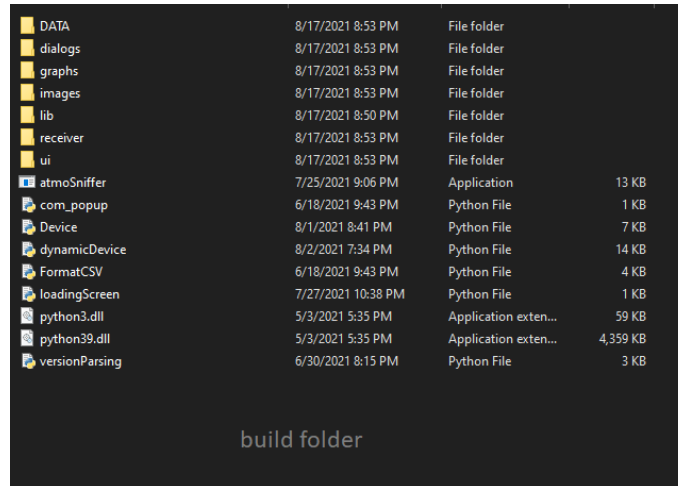 DATA 8/17/2021 8:53 PM File folder
dialogs 8/17/2021 8:53 PM File folder
graphs 8/17/2021 8:53 PM File folder
images 8/17/2021 8:53 PM File folder
lib 8/17/2021 8:50 PM File folder
receiver 8/17/2021 8:53 PM File folder
ui 8/17/2021 8:53 PM File folder
atmoSniffer 7/25/2021 9:06 PM Application 13 KB
com_popup 6/18/2021 9:43 PM Python File 1 KB
Device 8/1/2021 8:41 PM Python File 7 KB
dynamicDevice 8/2/2021 7:34 PM Python File 14 KB
FormatCSV 6/18/2021 9:43 PM Python File 4 KB
loadingScreen 7/27/2021 10:38 PM Python File 1 KB
python3.dll 5/3/2021 5:35 PM Application exten... 59 KB
python39.dll 5/3/2021 5:35 PM Application exten... 4,359 KB
versionParsing 6/30/2021 8:15 PM Python File 3 KB
build folder